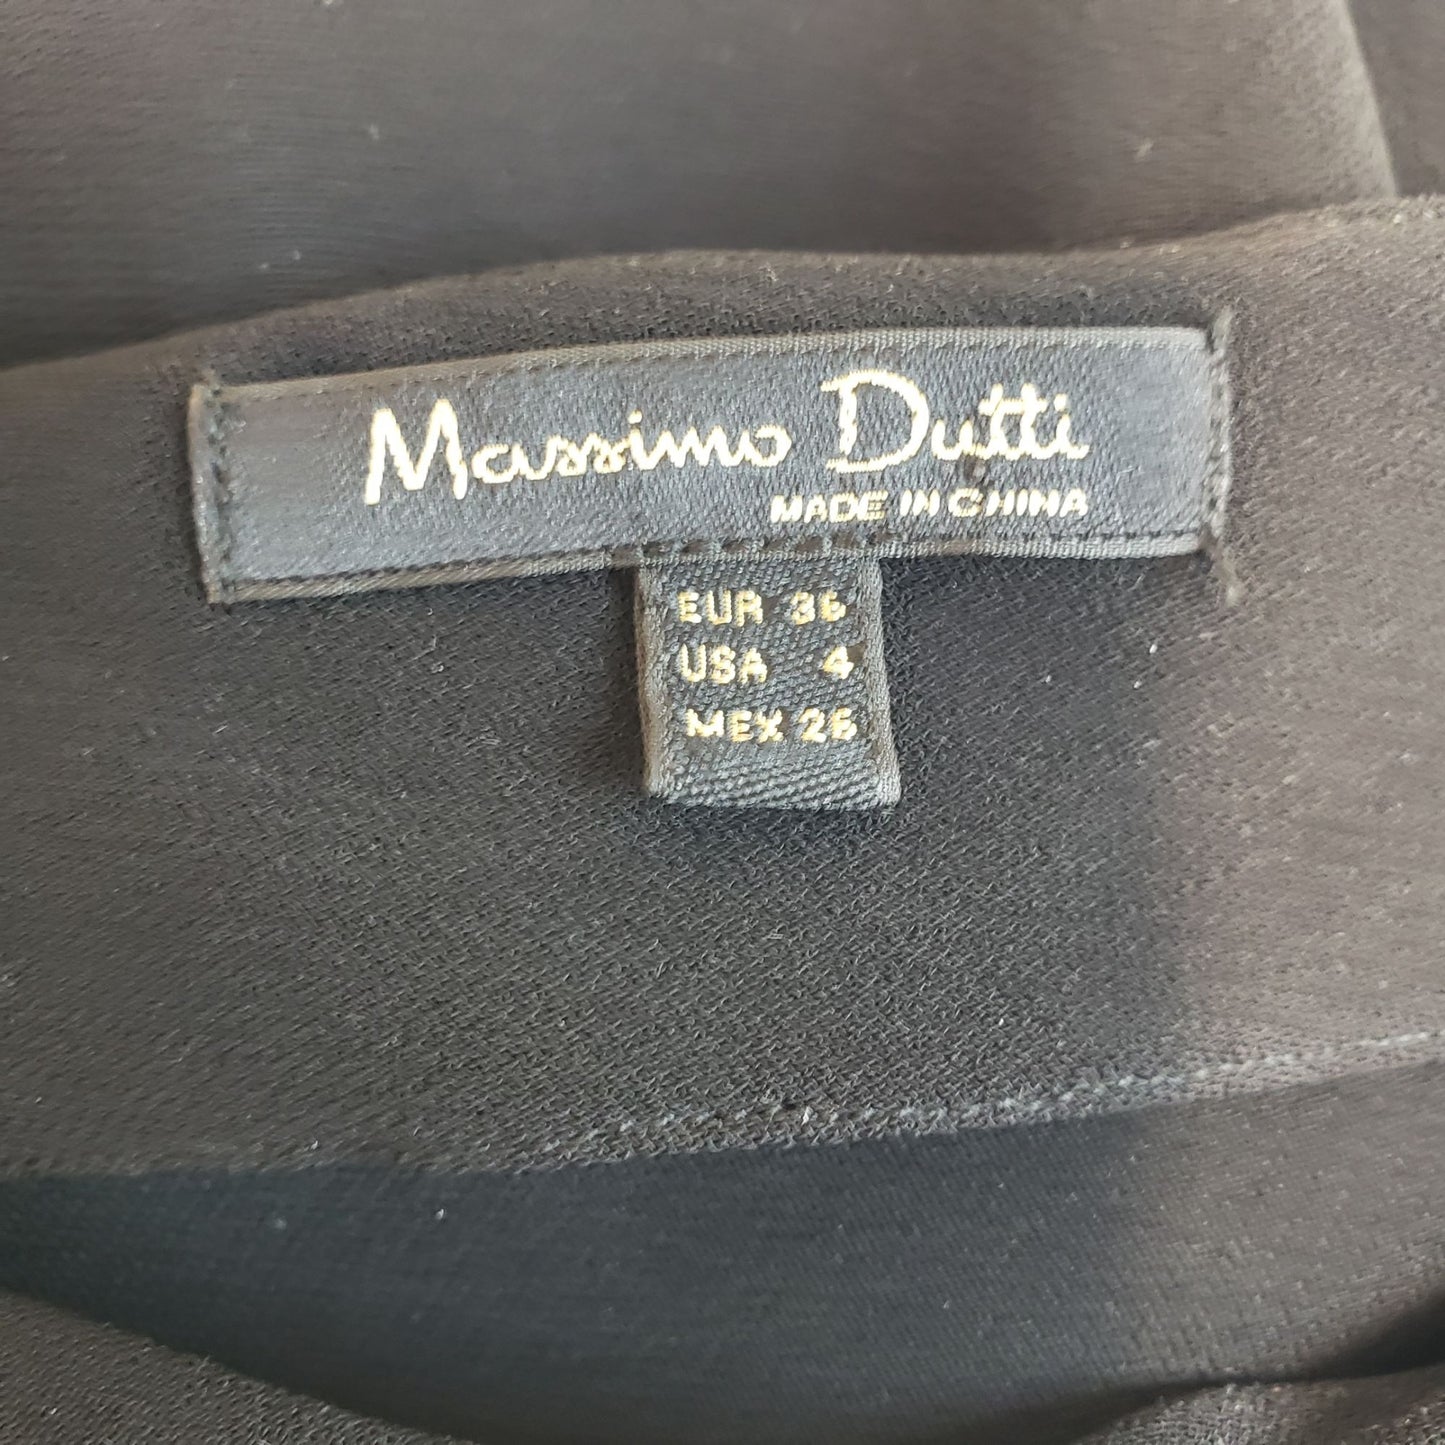 Massimo Dutti
MADE IN CHINA
EUR 36
USA 4
MEX 26